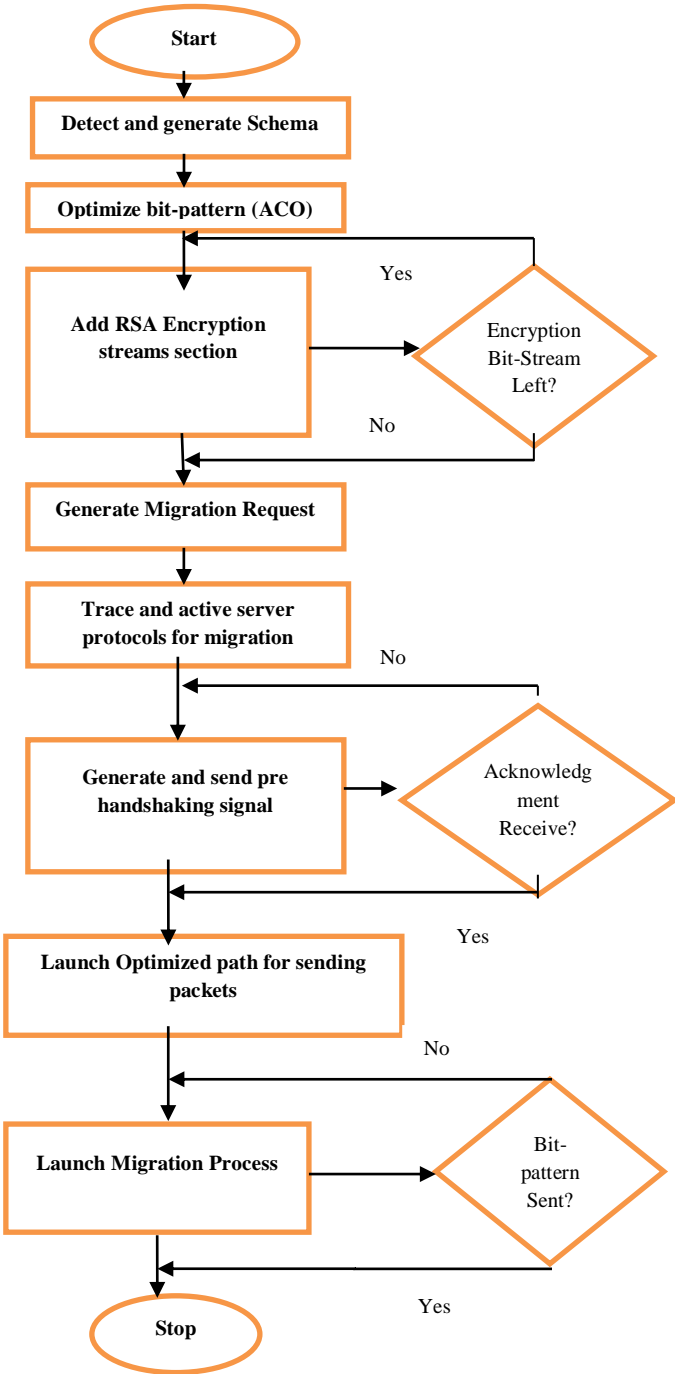 Start
Detect and generate Schema
Optimize bit-pattern (ACO)
Yes
Add RSA Encryption
streams section
Encryption
Bit-Stream
Left?
No
Generate Migration Request
Trace and active server
protocols for migration
No
Generate and send pre
handshaking signal
Acknowledg
ment
Receive?
Yes
Launch Optimized path for sending
packets
No
Launch Migration Process
Bit-
pattern
Sent?
Yes
Stop